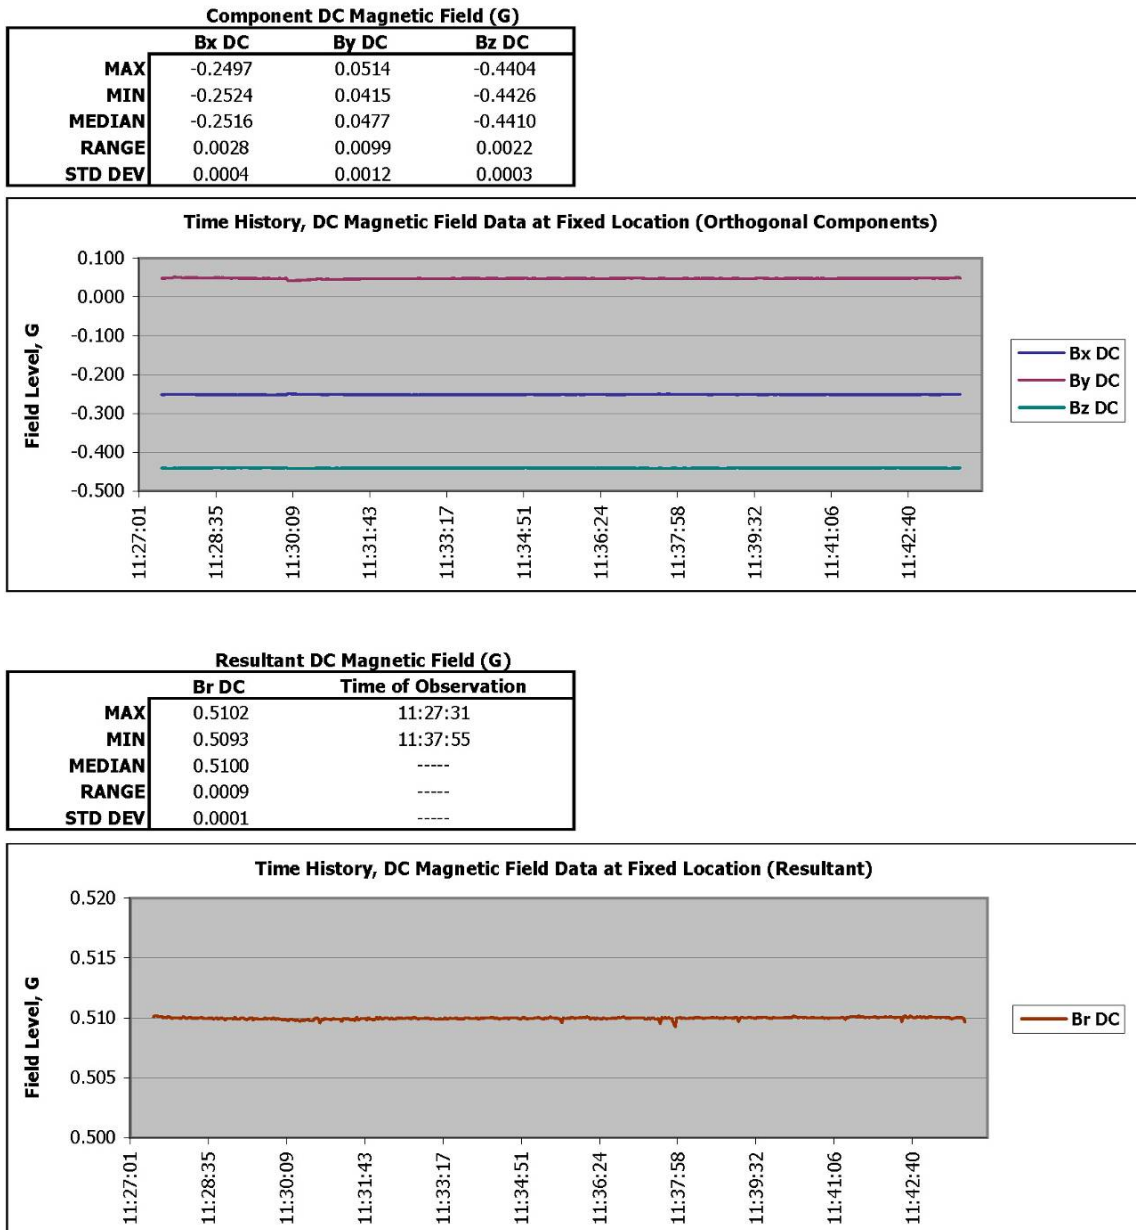 Component DC Magnetic Field (G)
Bx DC By DC Bz DC
MAX -0.2497 0.0514 -0.4404
MIN -0.2524 0.0415 -0.4426
MEDIAN -0.2516 0.0477 -0.4410
RANGE 0.0028 0.0099 0.0022
STD DEV 0.0004 0.0012 0.0003
Time History, DC Magnetic Field Data at Fixed Location (Orthogonal Components)
Field Level, G
0.100
0.000
-0.100
-0.200
-0.300
-0.400
-0.500
11:27:01
11:28:35
11:30:09
11:31:43
11:33:17
11:34:51
11:36:24
11:37:58
11:39:32
11:41:06
11:42:40
Bx DC
By DC
Bz DC
Resultant DC Magnetic Field (G)
Br DC Time of Observation
MAX 0.5102 11:27:31
MIN 0.5093 11:37:55
MEDIAN 0.5100 -----
RANGE 0.0009 -----
STD DEV 0.0001 -----
Time History, DC Magnetic Field Data at Fixed Location (Resultant)
Field Level, G
0.520
0.515
0.510
0.505
0.500
11:27:01
11:28:35
11:30:09
11:31:43
11:33:17
11:34:51
11:36:24
11:37:58
11:39:32
11:41:06
11:42:40
Br DC